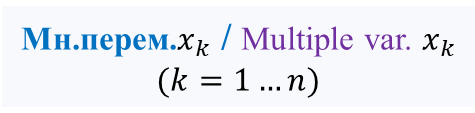 Мн.перем.𝑥ₖ / Multiple var. 𝑥ₖ
(𝑘 = 1 … 𝑛)